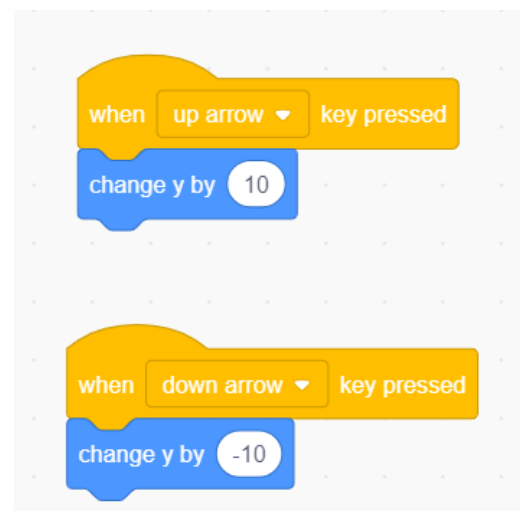 when up arrow key pressed
change y by 10
when down arrow key pressed
change y by -10